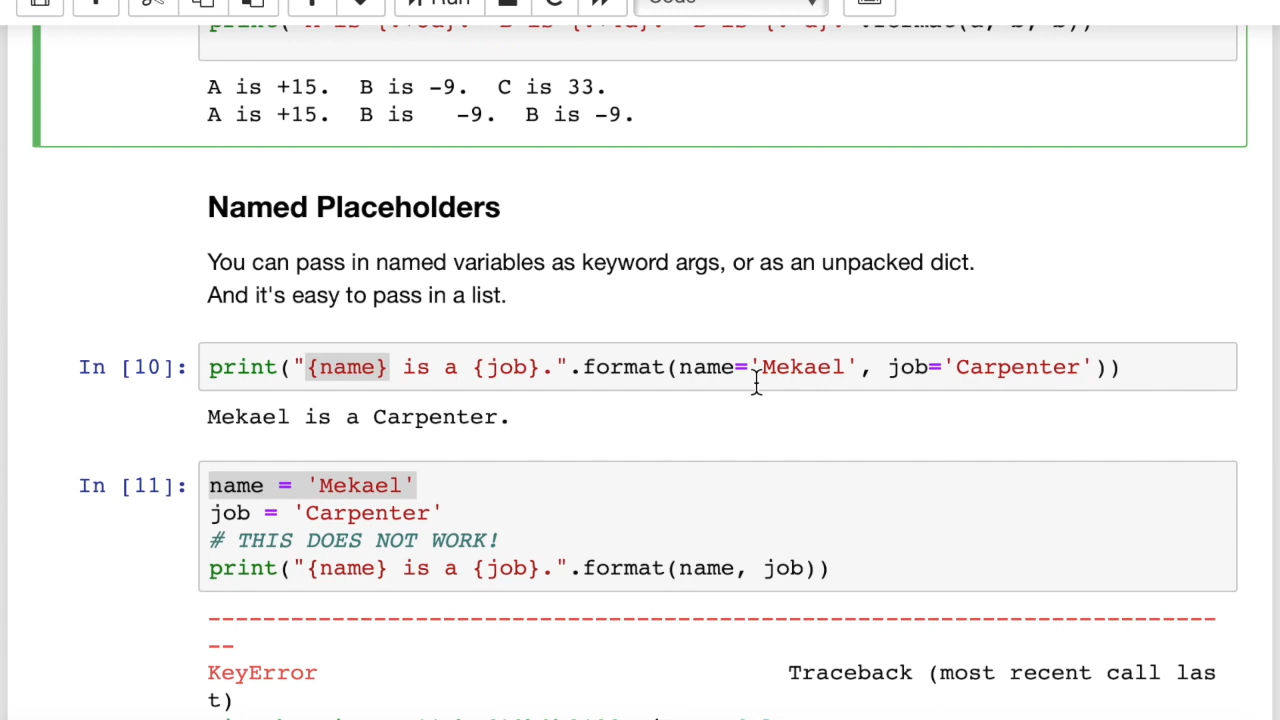 Run
Code
A is +15.  B is -9.  C is 33.
A is +15.  B is   -9.  B is -9.
Named Placeholders
You can pass in named variables as keyword args, or as an unpacked dict.
And it's easy to pass in a list.
In [10]: print("{name} is a {job}.".format(name='Mekael', job='Carpenter'))
Mekael is a Carpenter.
In [11]: name = 'Mekael'
job = 'Carpenter'
# THIS DOES NOT WORK!
print("{name} is a {job}.".format(name, job))
---------------------------------------------------------------------------
--
KeyError                                  Traceback (most recent call las
t)